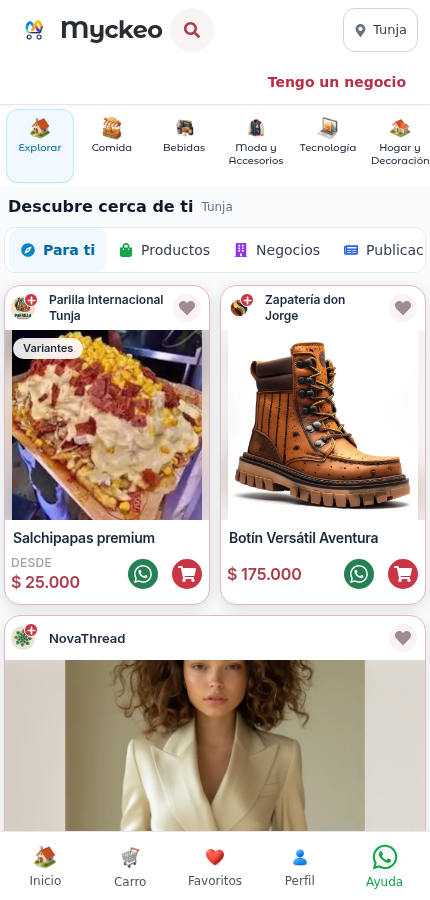 Myckeo
Tunja
Tengo un negocio
Explorar
Comida
Bebidas
Moda y
Accesorios
Tecnología
Hogar y
Decoración
Descubre cerca de ti Tunja
Para ti
Productos
Negocios
Publicac
Parilla Internacional
Tunja
Variantes
Salchipapas premium
DESDE
$ 25.000
Zapatería don
Jorge
Botín Versátil Aventura
$ 175.000
NovaThread
Inicio
Carro
Favoritos
Perfil
Ayuda